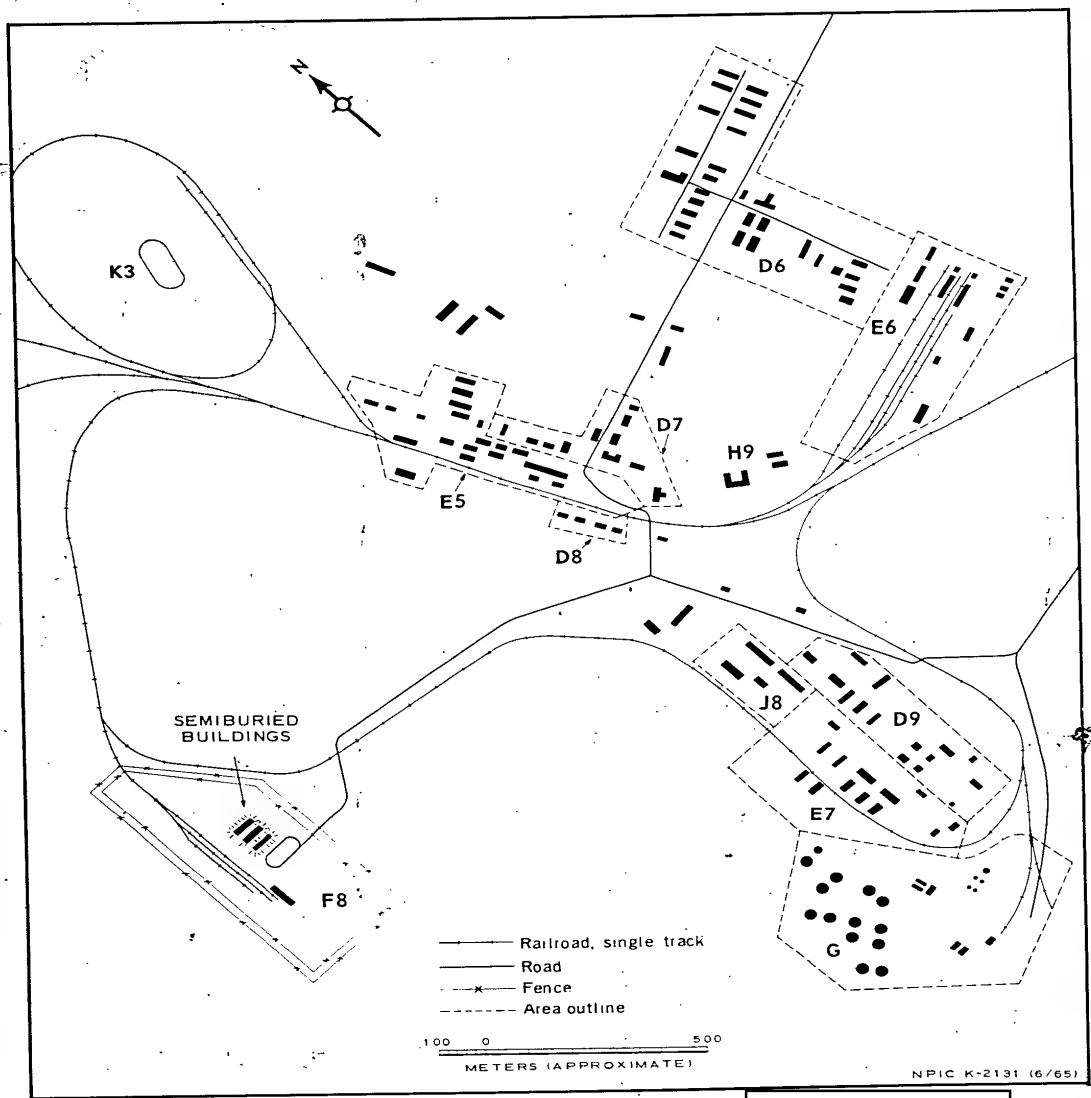 N
K3
D6
E6
D7
H9
E5
D8
J8
D9
SEMIBURIED
BUILDINGS
E7
F8
G
Railroad, single track
Road
Fence
Area outline
100 0 500
METERS (APPROXIMATE)
NPIC K-2131 (6/65)